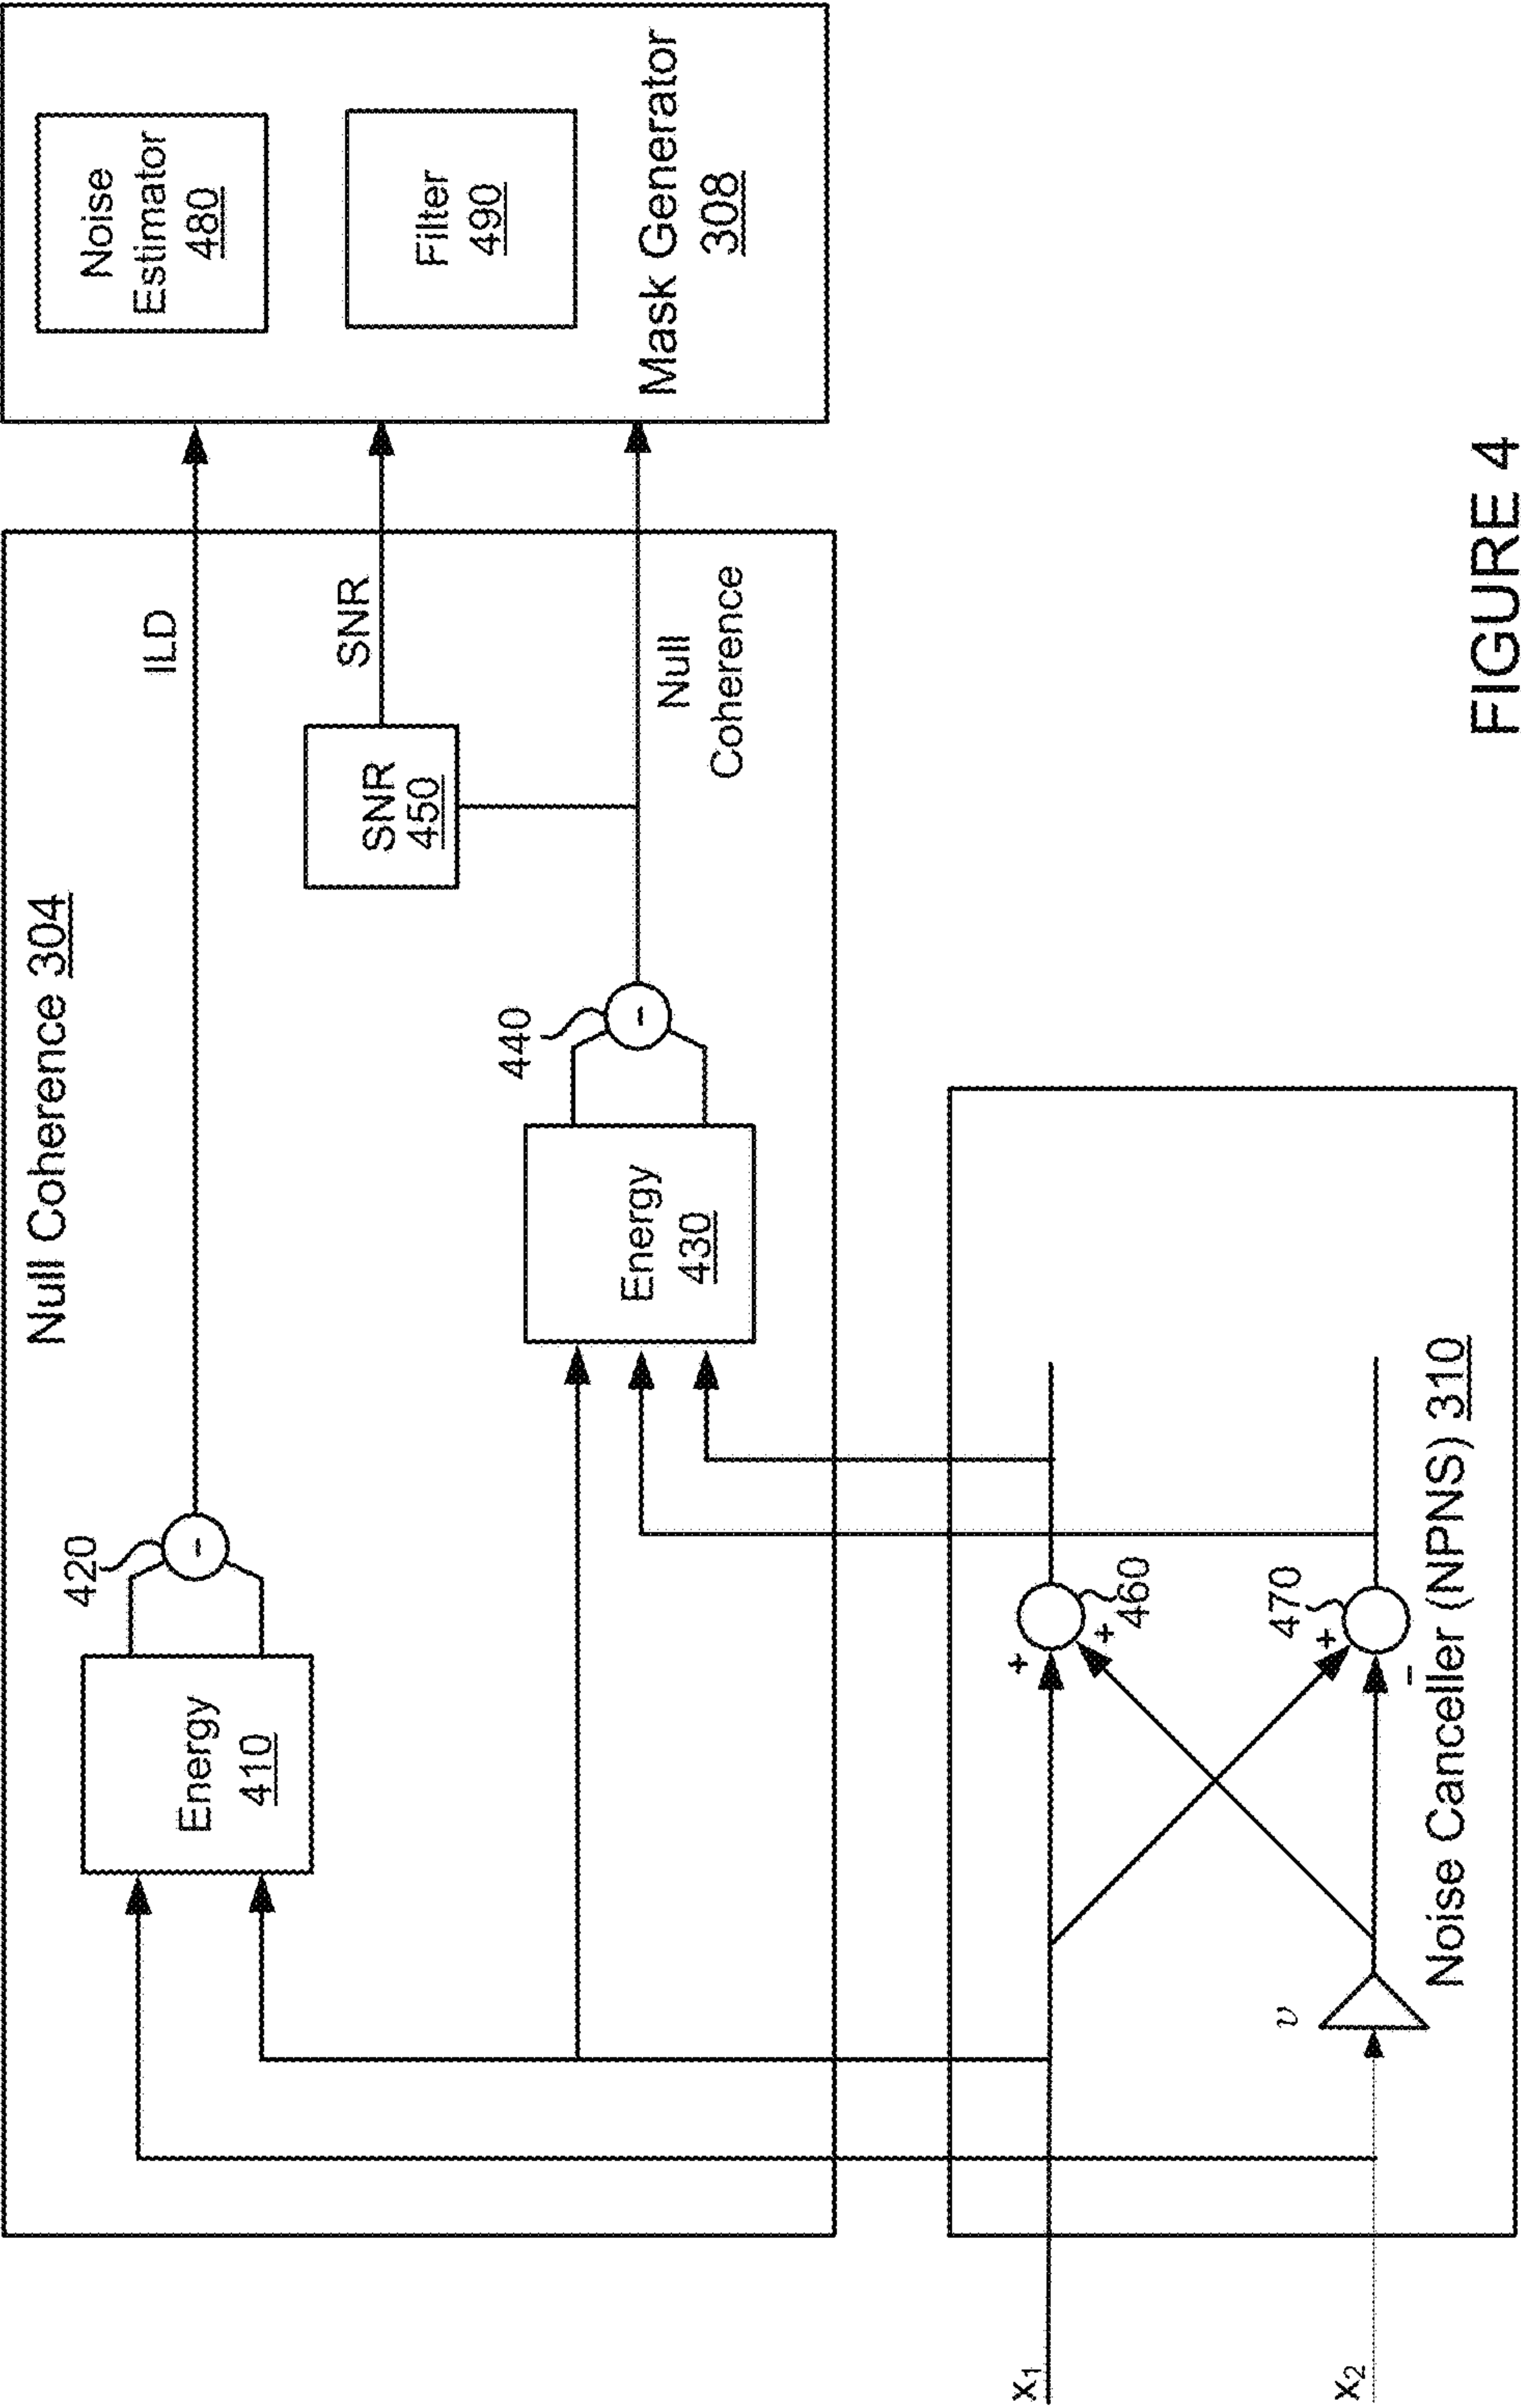 Null Coherence 304
Energy
410
420
-
ILD
Energy
430
440
-
SNR
450
SNR
Null
Coherence
Noise
Estimator
480
Filter
490
Mask Generator
308
x1
x2
υ
+
+
460
+
-
470
Noise Canceller (NPNS) 310
FIGURE 4